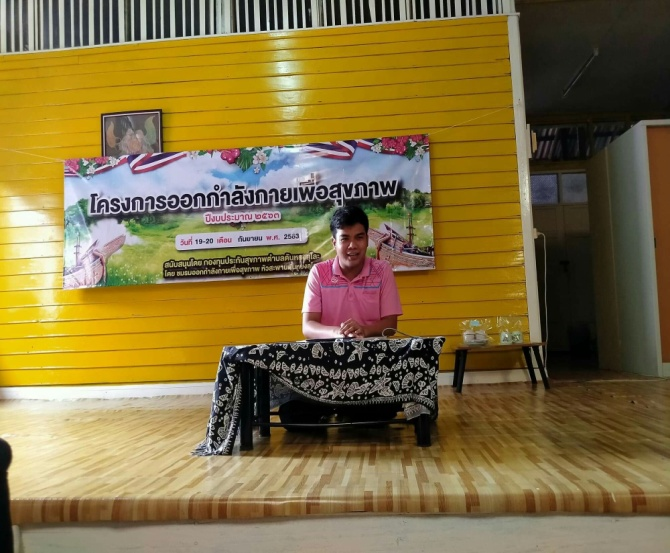 โครงการออกกำลังกายเพื่อสุขภาพ
ปีงบประมาณ ๒๕๖๓
วันที่ 19-20 เดือน กันยายน พ.ศ. 2563
สนับสนุนโดย กองทุนประกันสุขภาพตำบล
โดย ชมรมออกกำลังกายเพื่อสุขภาพ